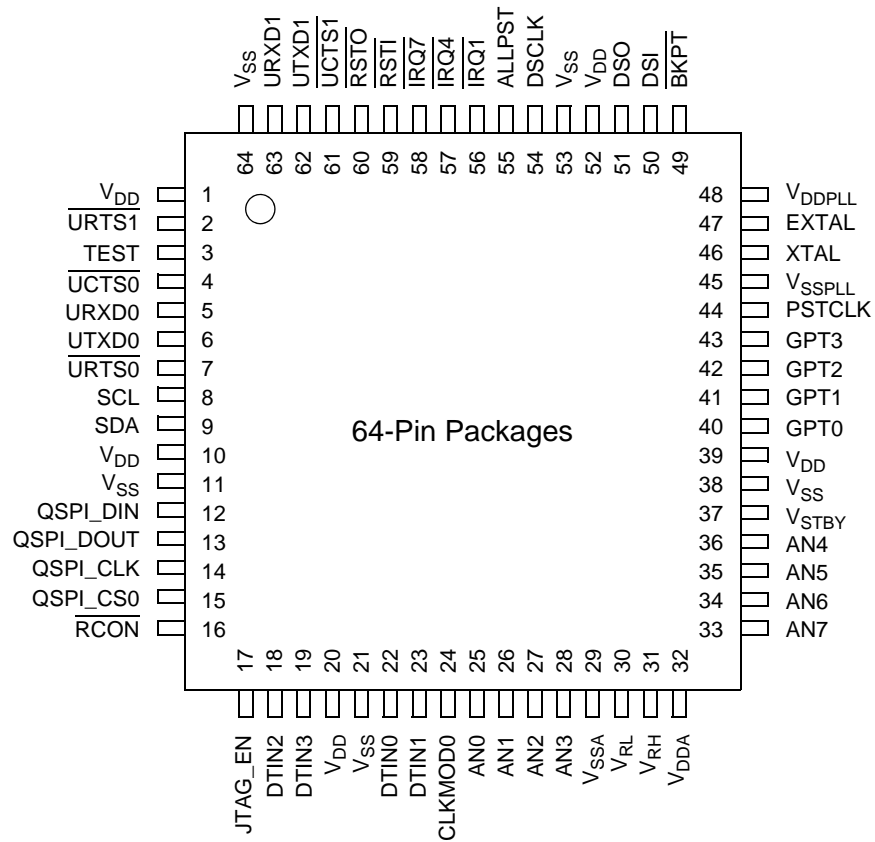 VSS URXD1 UTXD1 UCTS1 RSTO RSTI IRQ7 IRQ4 IRQ1 ALLPST DSCLK VSS VDD DSO DSI BKPT
64 63 62 61 60 59 58 57 56 55 54 53 52 51 50 49
VDD 1 48 VDDPLL
URTS1 2 47 EXTAL
TEST 3 46 XTAL
UCTS0 4 45 VSSPLL
URXD0 5 44 PSTCLK
UTXD0 6 43 GPT3
URTS0 7 42 GPT2
SCL 8 41 GPT1
SDA 9 40 GPT0
64-Pin Packages
VDD 10 39 VDD
VSS 11 38 VSS
QSPI_DIN 12 37 VSTBY
QSPI_DOUT 13 36 AN4
QSPI_CLK 14 35 AN5
QSPI_CS0 15 34 AN6
RCON 16 33 AN7
17 18 19 20 21 22 23 24 25 26 27 28 29 30 31 32
JTAG_EN DTIN2 DTIN3 VDD VSS DTIN0 DTIN1 CLKMOD0 AN0 AN1 AN2 AN3 VSSA VRL VRH VDDA